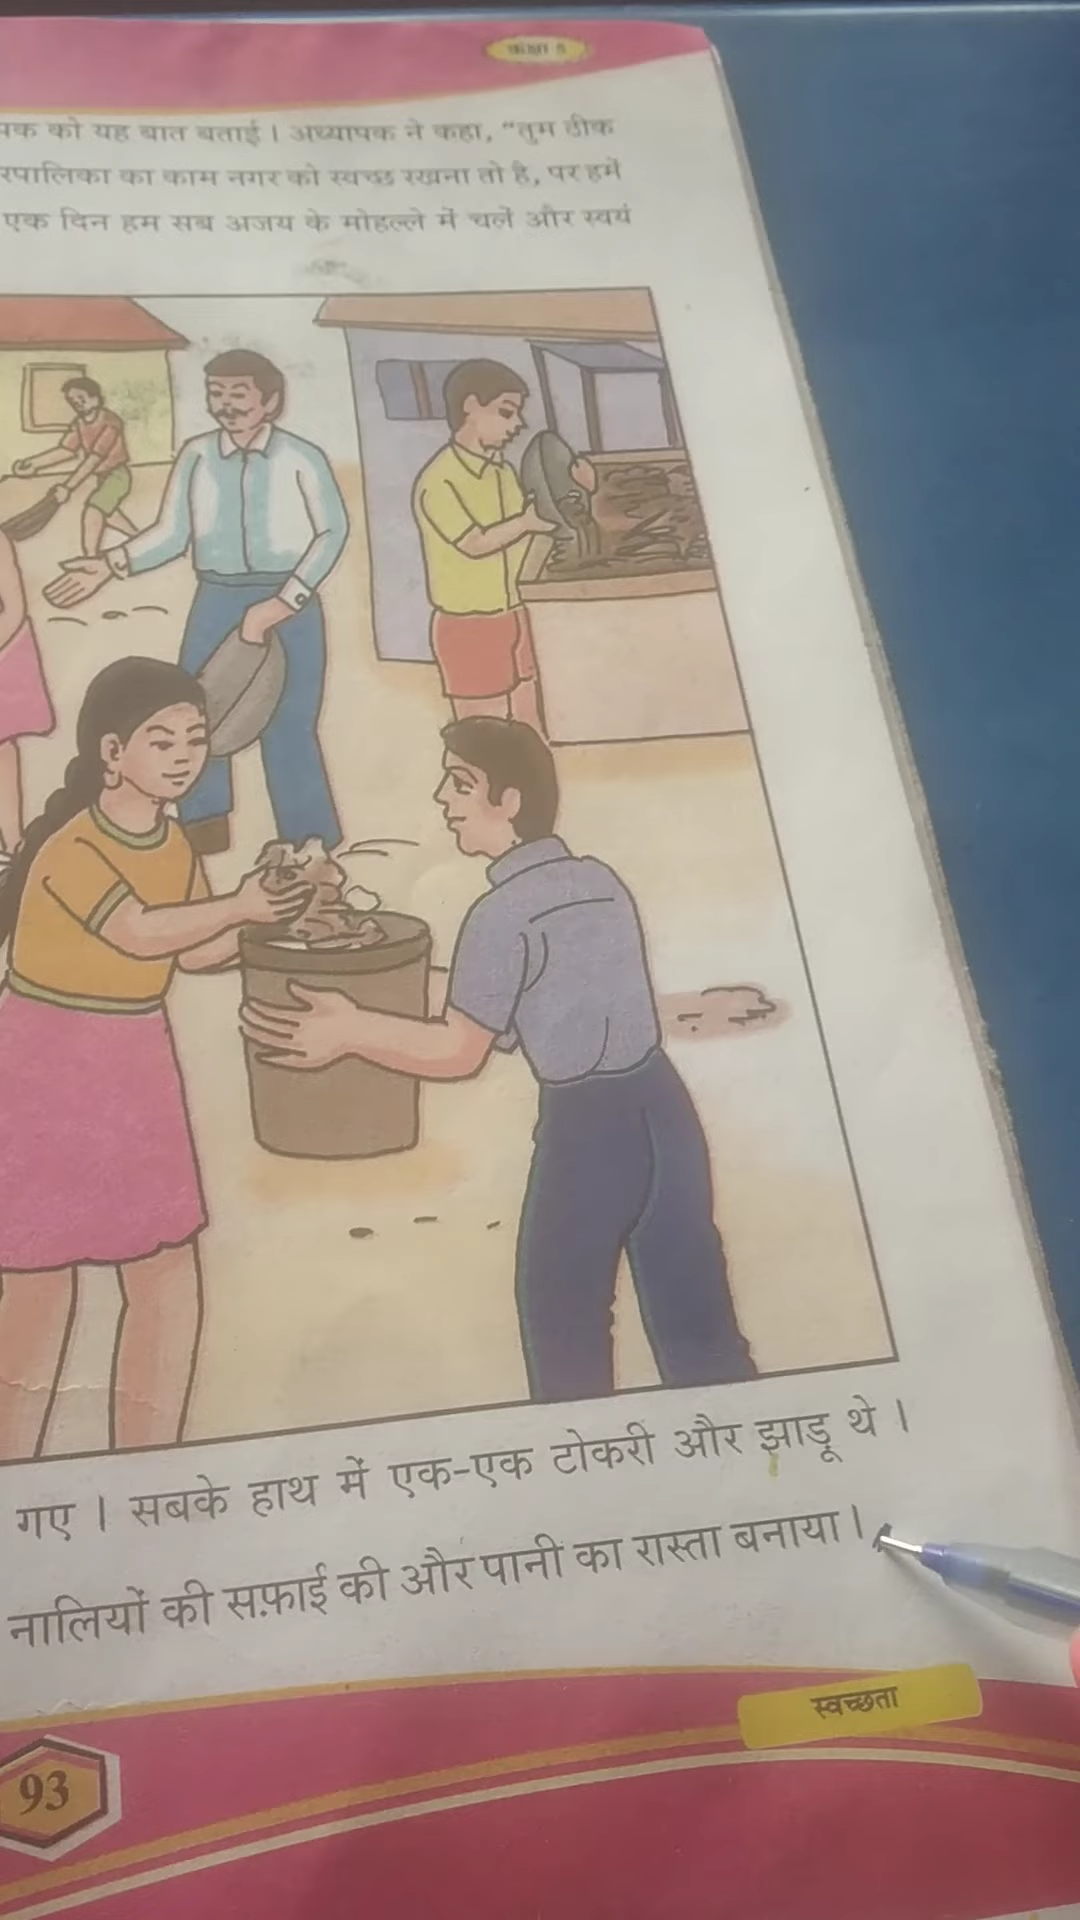 कक्षा 5
पक को यह बात बताई । अध्यापक ने कहा, “तुम ठीक
रपालिका का काम नगर को स्वच्छ रखना तो है, पर हमें
एक दिन हम सब अजय के मोहल्ले में चलें और स्वयं
गए । सबके हाथ में एक-एक टोकरी और झाड़ू थे ।
नालियों की सफ़ाई की और पानी का रास्ता बनाया ।
स्वच्छता
93